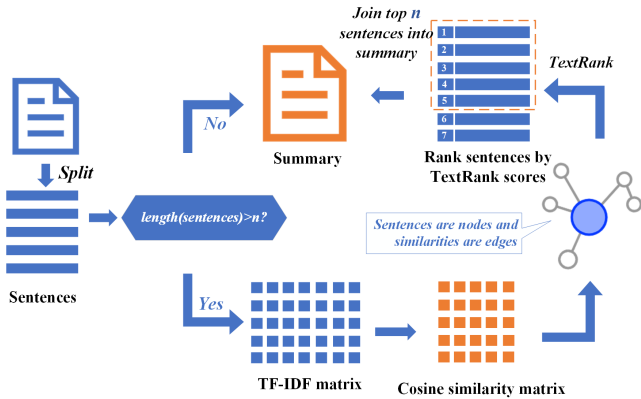 Join top n
sentences into
summary
1
2
3
4
5
6
7
TextRank
No
Summary
Rank sentences by
TextRank scores
Split
length(sentences)>n?
Sentences are nodes and
similarities are edges
Sentences
Yes
TF-IDF matrix
Cosine similarity matrix